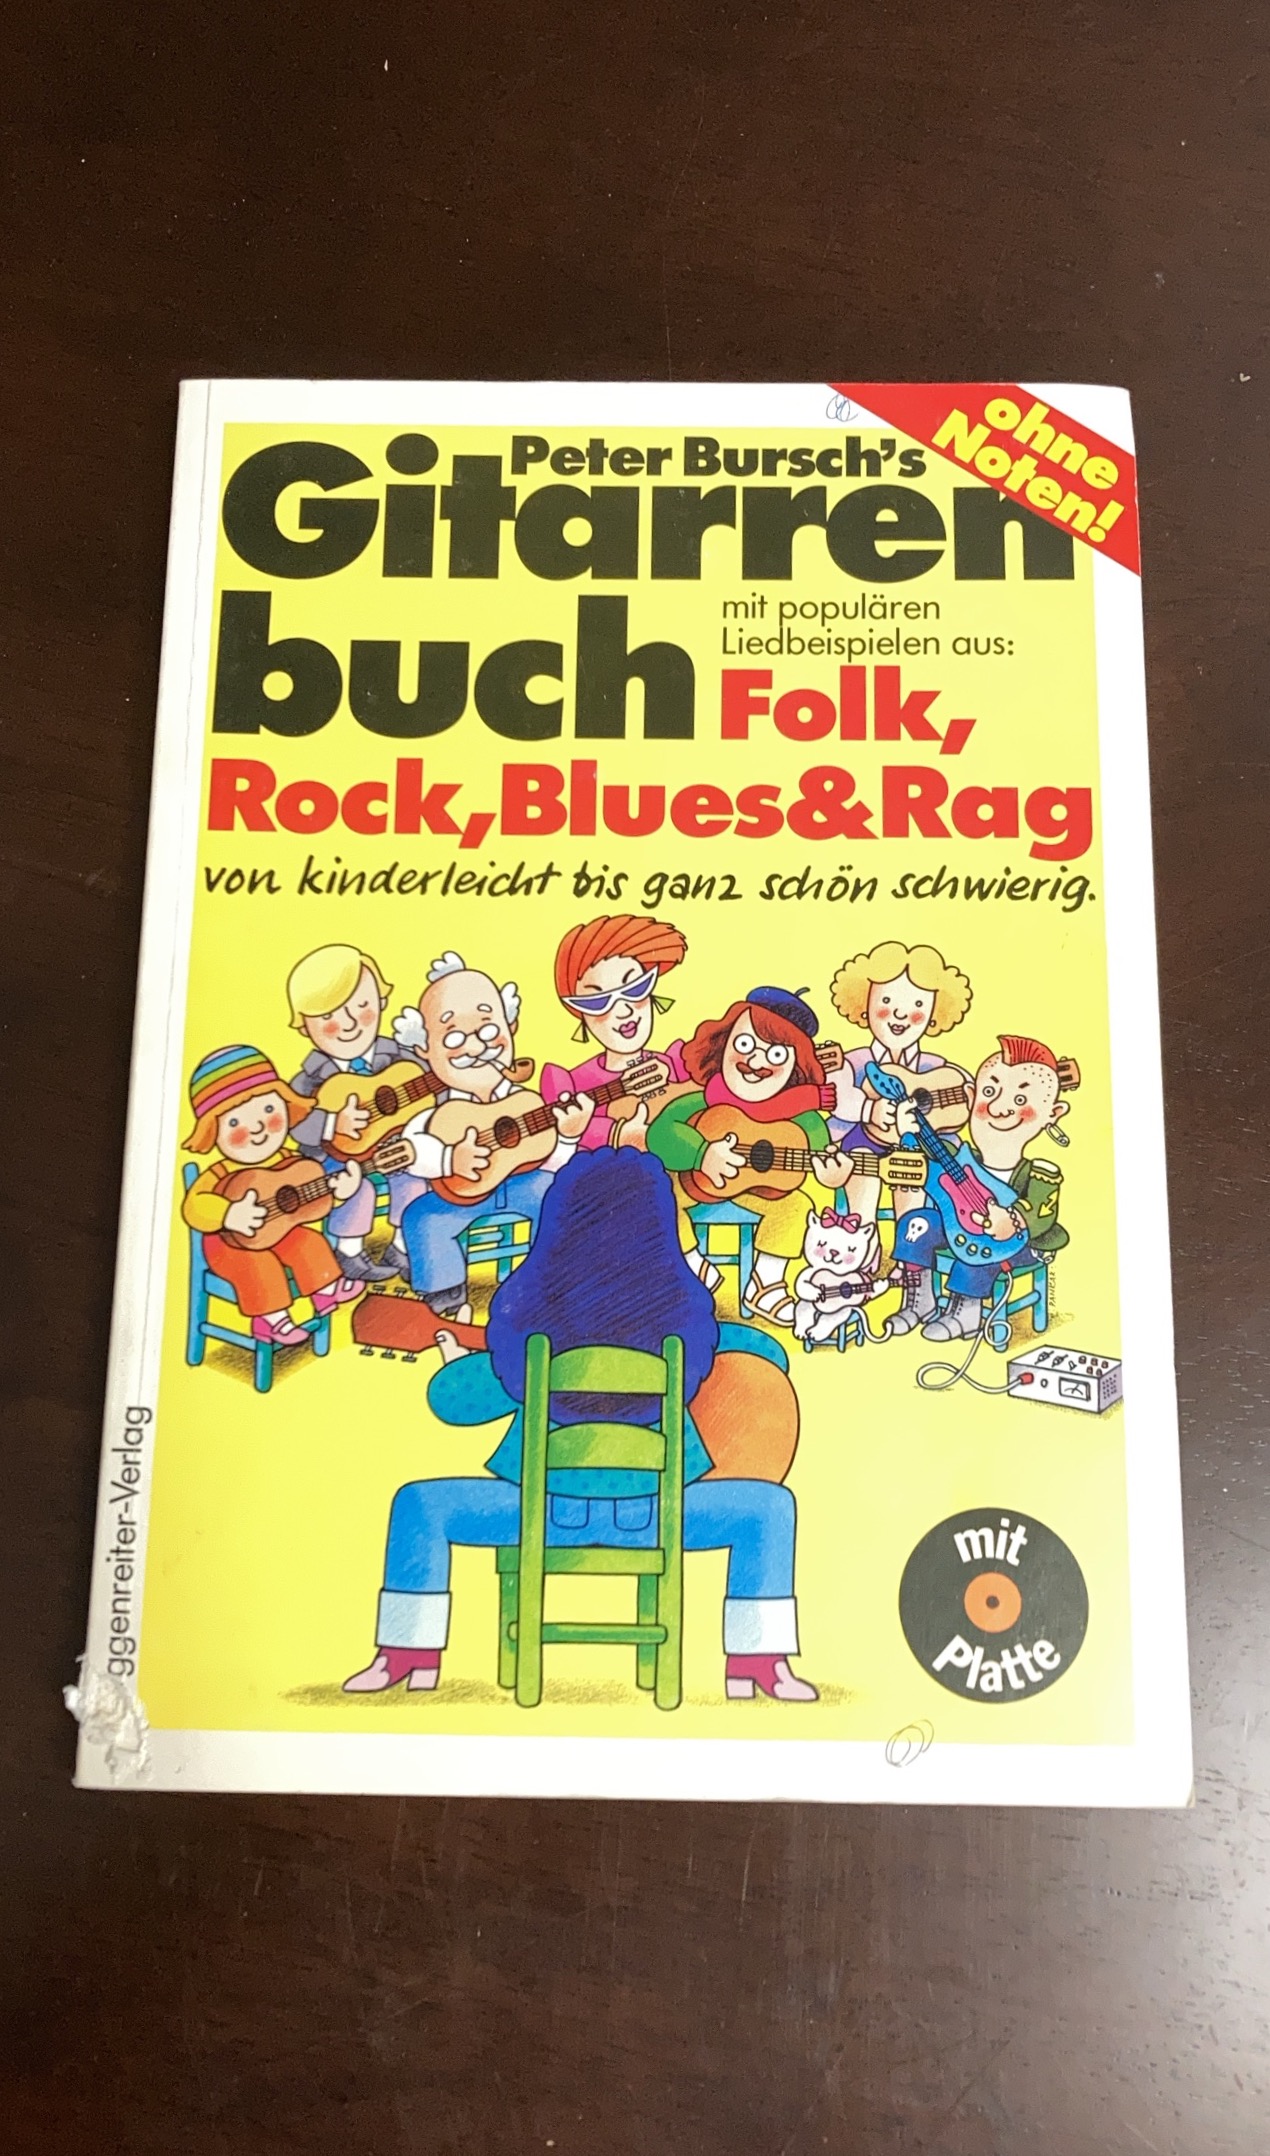 ohne
Noten!
Peter Bursch's
Gitarren
buch
mit populären
Liedbeispielen aus:
Folk,
Rock, Blues & Rag
von kinderleicht bis ganz schön schwierig.
ggenreiter-Verlag
mit
Platte